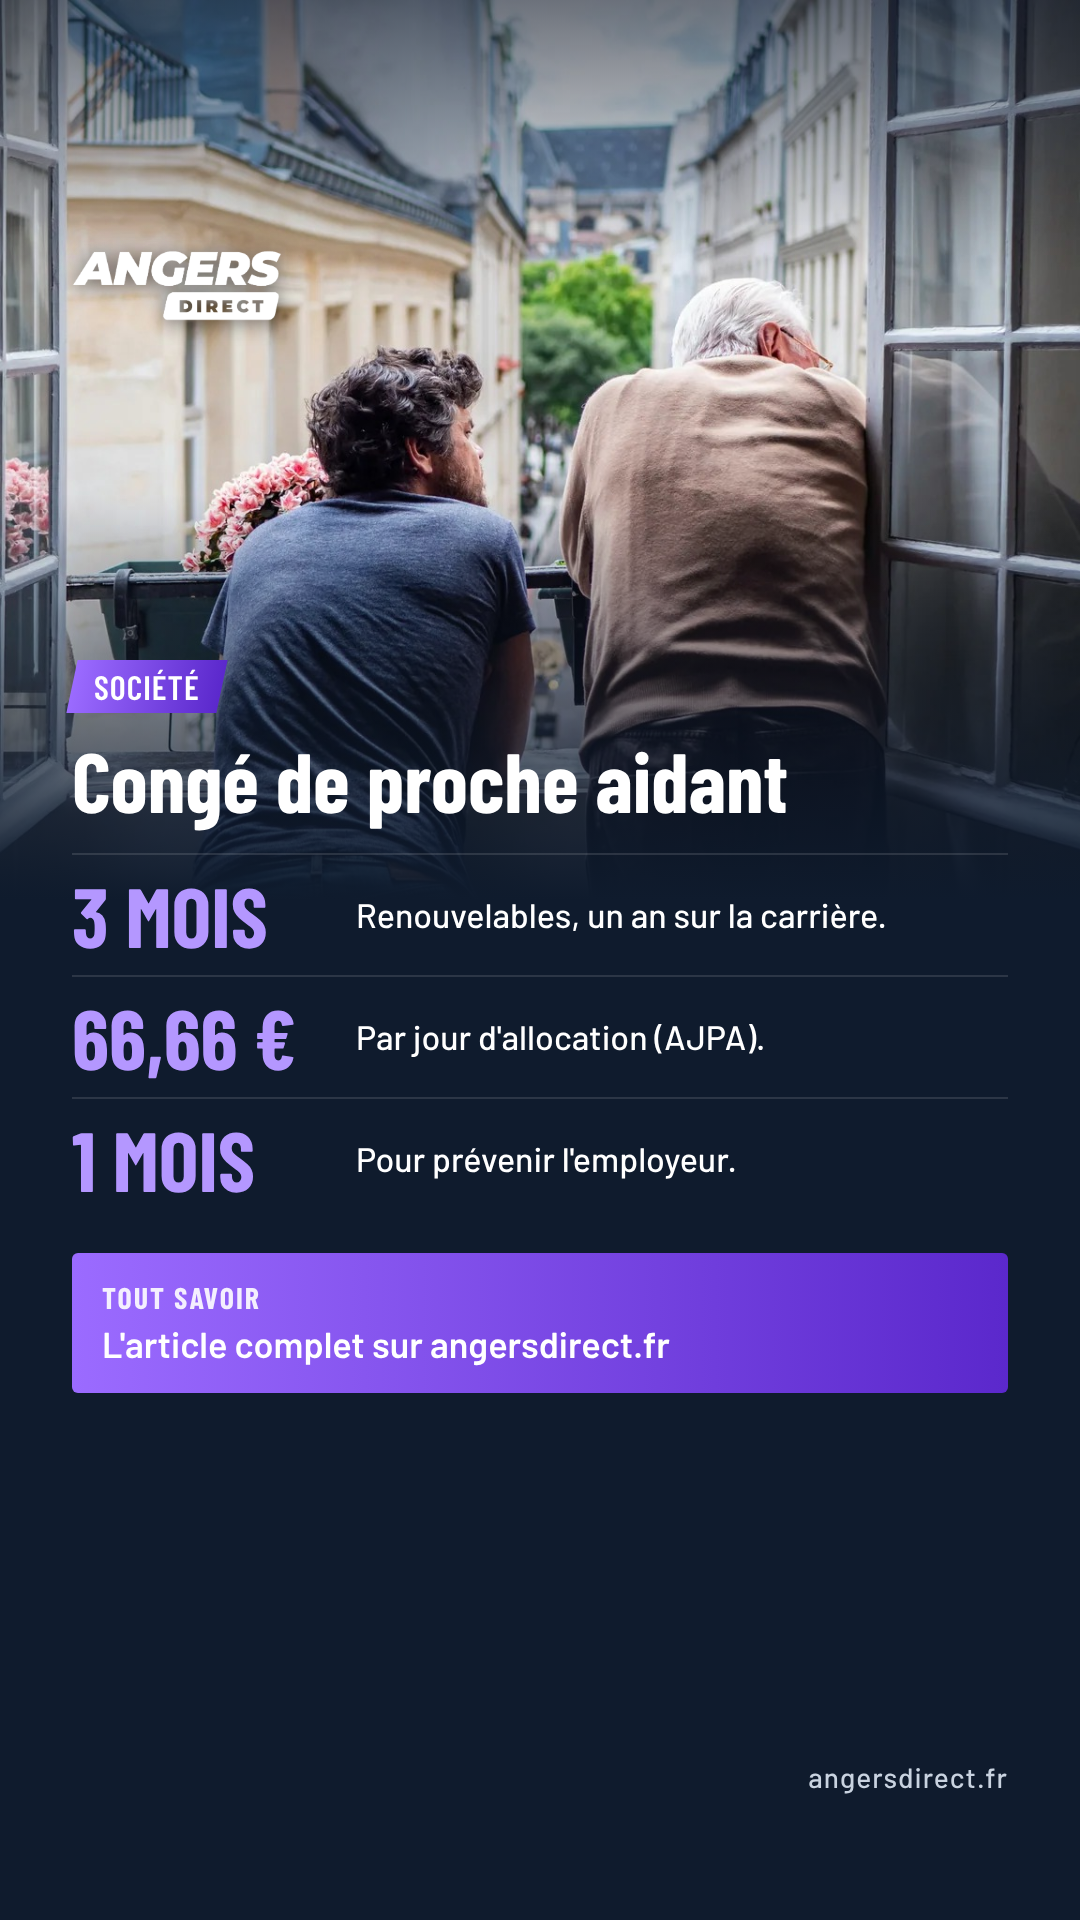 ANGERS
DIRECT
SOCIÉTÉ
Congé de proche aidant
3 MOIS Renouvelables, un an sur la carrière.
66,66 € Par jour d'allocation (AJPA).
1 MOIS Pour prévenir l'employeur.
TOUT SAVOIR
L'article complet sur angersdirect.fr
angersdirect.fr